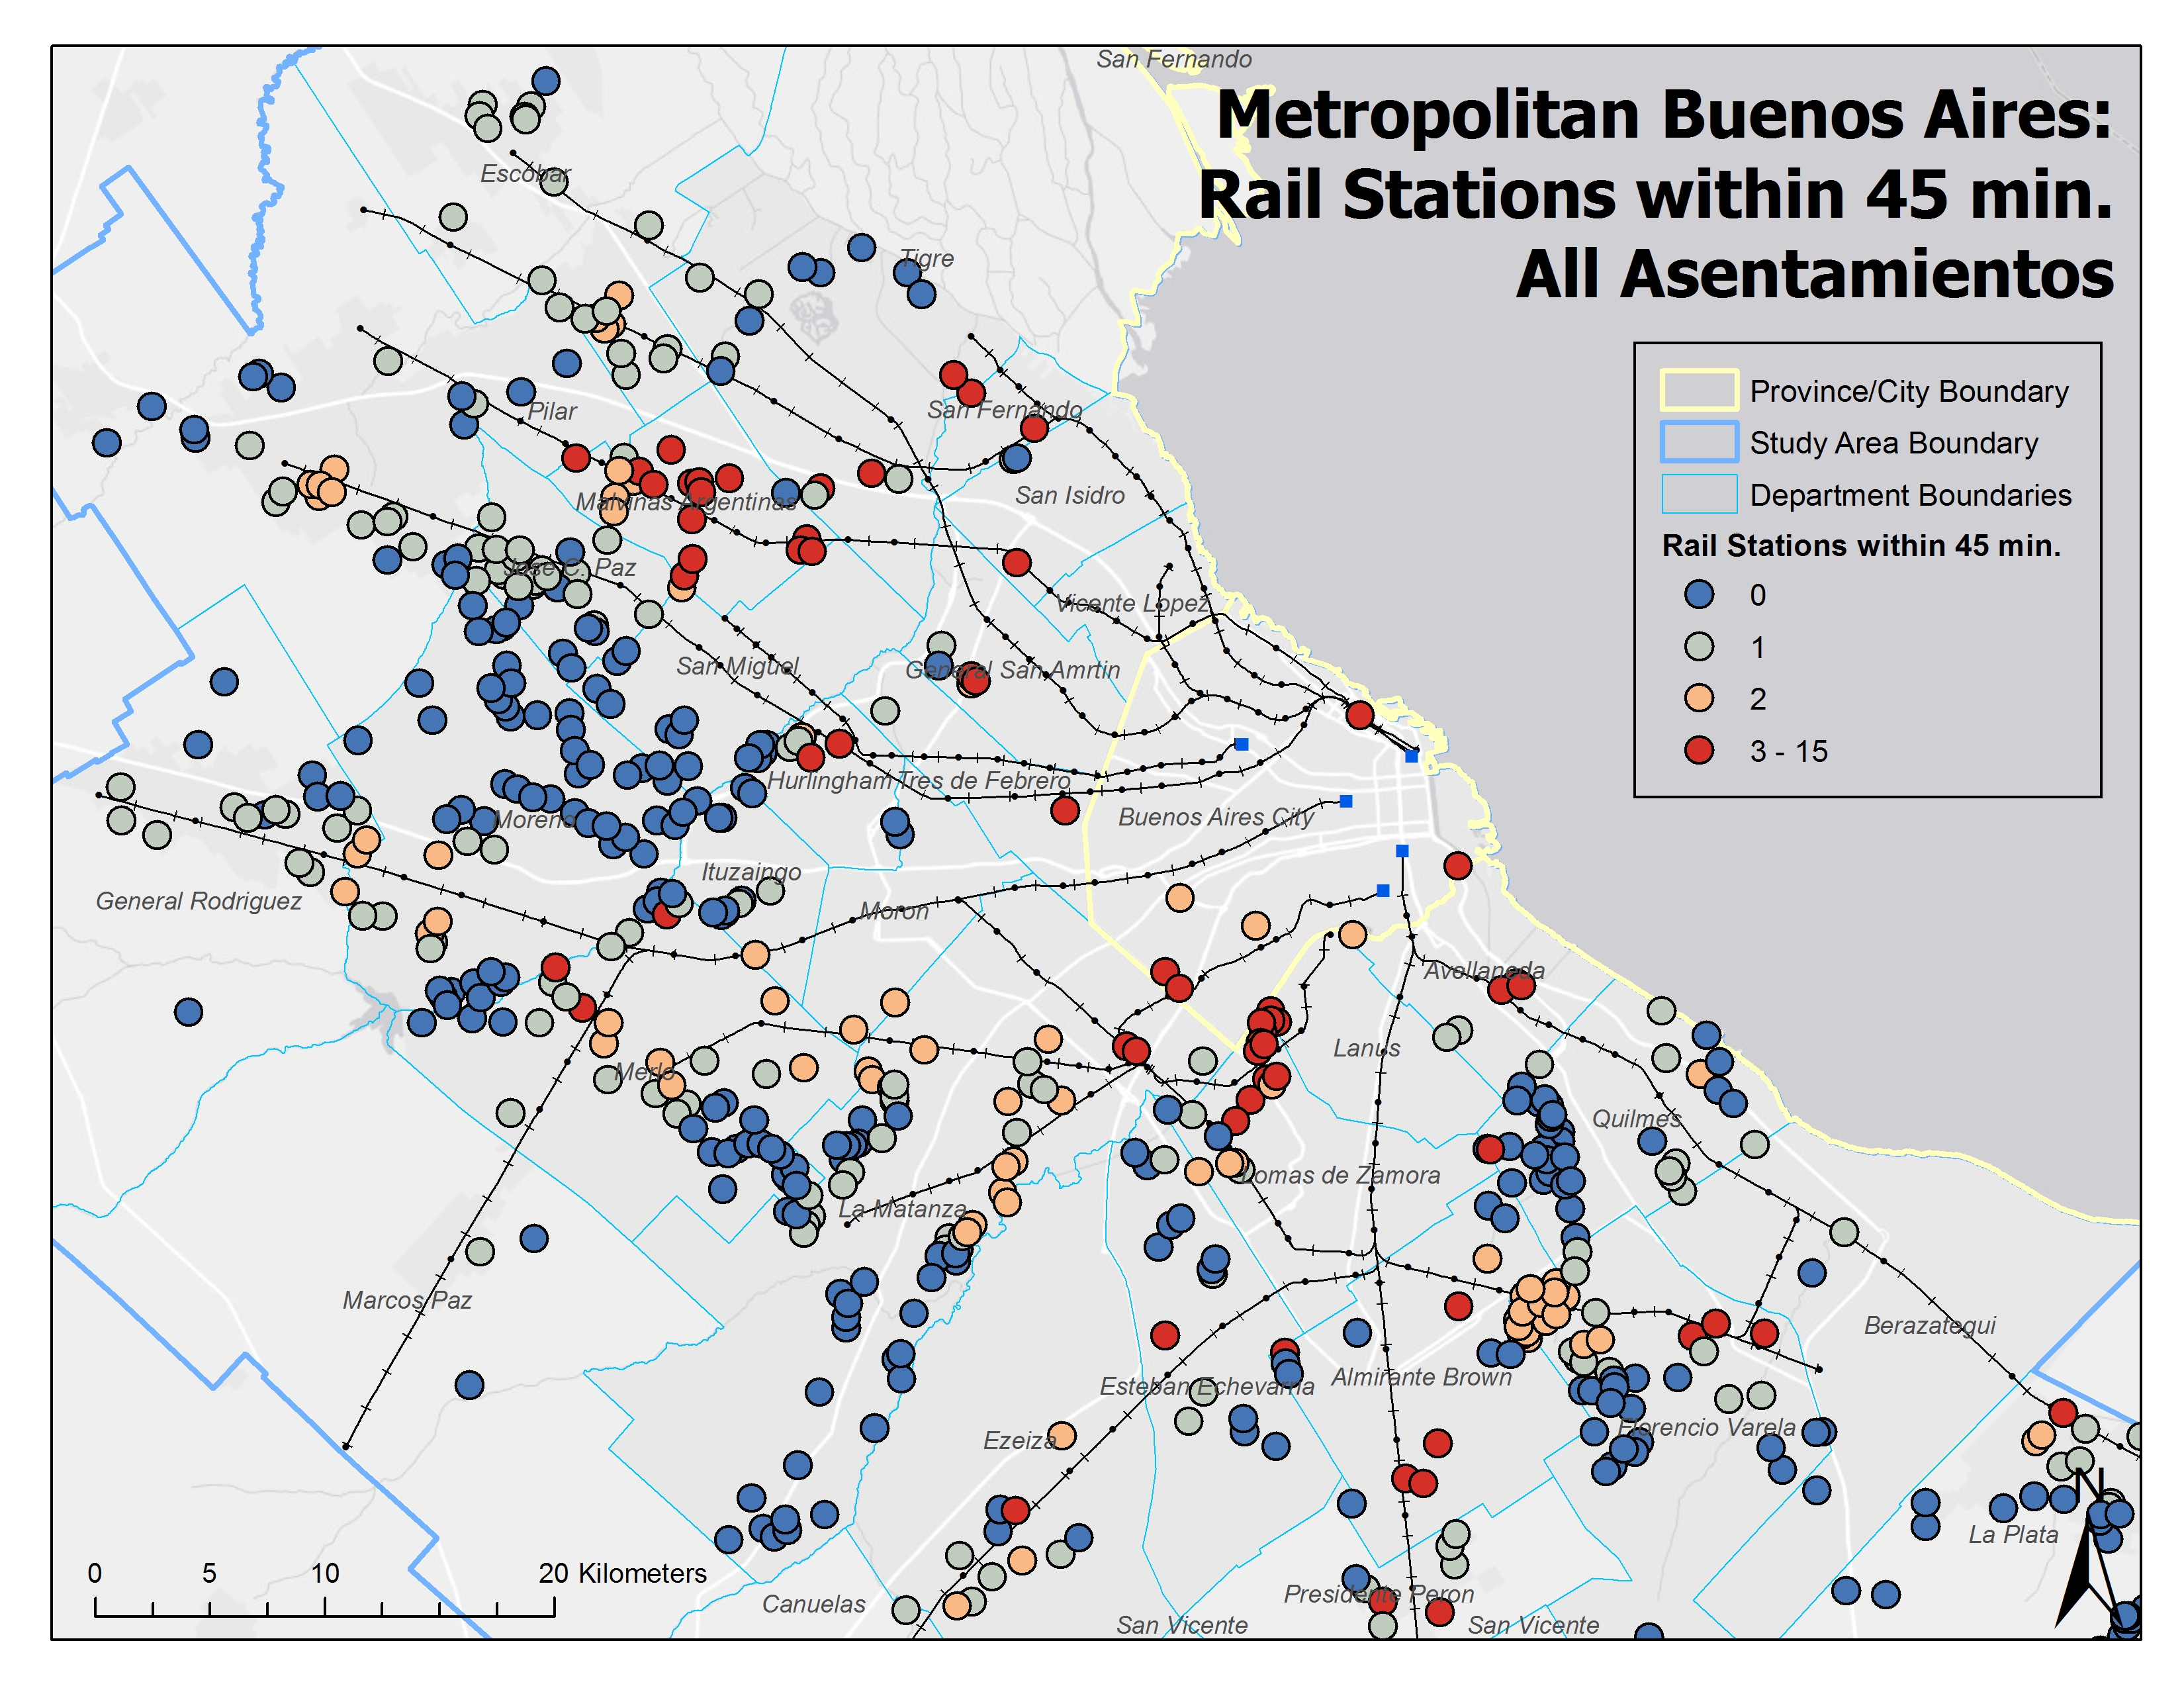 San Fernando
Metropolitan Buenos Aires:
Rail Stations within 45 min.
All Asentamientos
Escobar
Tigre
Province/City Boundary
Study Area Boundary
Department Boundaries
Rail Stations within 45 min.
0
1
2
3 - 15
Pilar
San Fernando
San Isidro
Malvinas Argentinas
Jose C. Paz
Vicente Lopez
San Miguel
General San Amrtin
Hurlingham
Tres de Febrero
Buenos Aires City
Moreno
Ituzaingo
General Rodriguez
Moron
Avollaneda
Lanus
Merlo
Quilmes
Lomas de Zamora
La Matanza
Marcos Paz
Berazategui
Esteban Echevarria
Almirante Brown
Florencio Varela
Ezeiza
N
La Plata
0 5 10 20 Kilometers
Canuelas
Presidente Peron
San Vicente
San Vicente